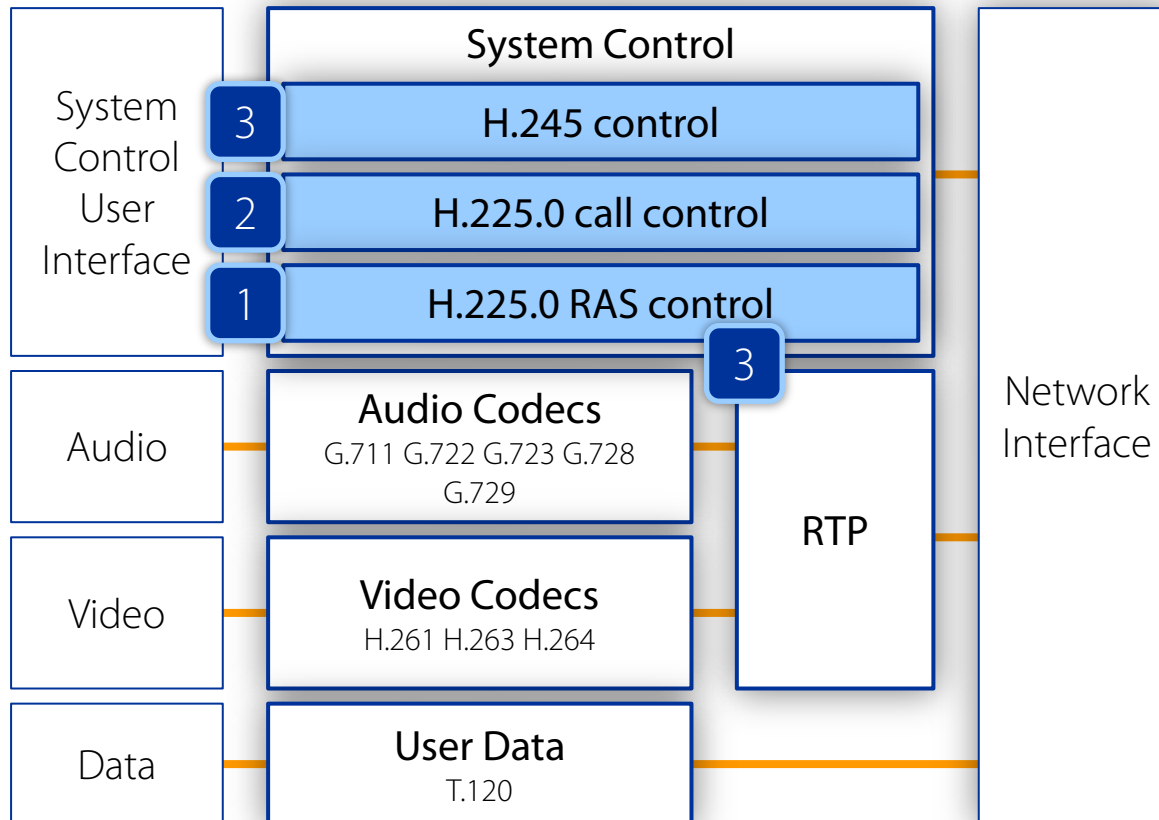 System
Control
User
Interface
System Control
3
H.245 control
2
H.225.0 call control
1
H.225.0 RAS control
3
Audio
Audio Codecs
G.711 G.722 G.723 G.728
G.729
Video
Video Codecs
H.261 H.263 H.264
RTP
Data
User Data
T.120
Network
Interface